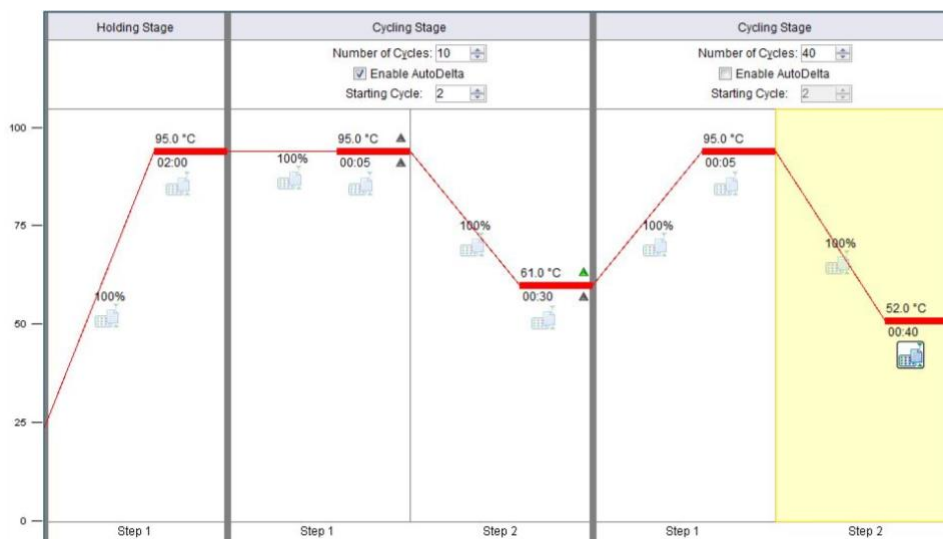 Holding Stage
Cycling Stage
Cycling Stage
Number of Cycles: 10
Enable AutoDelta
Starting Cycle: 2
Number of Cycles: 40
Enable AutoDelta
Starting Cycle: 2
100
75
50
25
0
95.0 °C
02:00
100%
95.0 °C
00:05
100%
61.0 °C
00:30
100%
95.0 °C
00:05
100%
52.0 °C
00:40
100%
Step 1
Step 1
Step 2
Step 1
Step 2